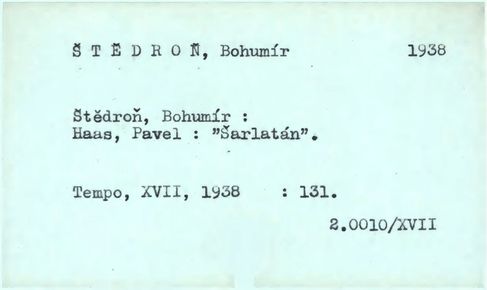 Š T Ě D R O Ň, Bohumír 1938
Štědroň, Bohumír :
Haas, Pavel : "Šarlatán".
Tempo, XVII, 1938 : 131.
2.0010/XVII